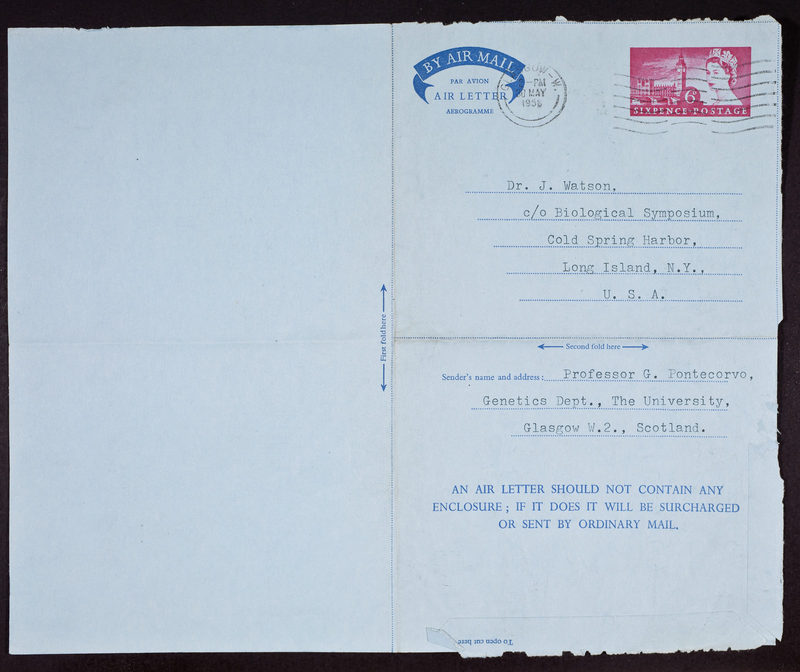 BY AIR MAIL
PAR AVION
AIR LETTER
AEROGRAMME
PM
MAY
SIXPENCE·POSTAGE
6
Dr. J. Watson,
c/o Biological Symposium,
Cold Spring Harbor,
Long Island, N.Y.,
U. S. A.
First fold here
Second fold here
Sender's name and address: Professor G. Pontecorvo,
Genetics Dept., The University,
Glasgow W.2., Scotland.
AN AIR LETTER SHOULD NOT CONTAIN ANY
ENCLOSURE ; IF IT DOES IT WILL BE SURCHARGED
OR SENT BY ORDINARY MAIL.
To open cut here